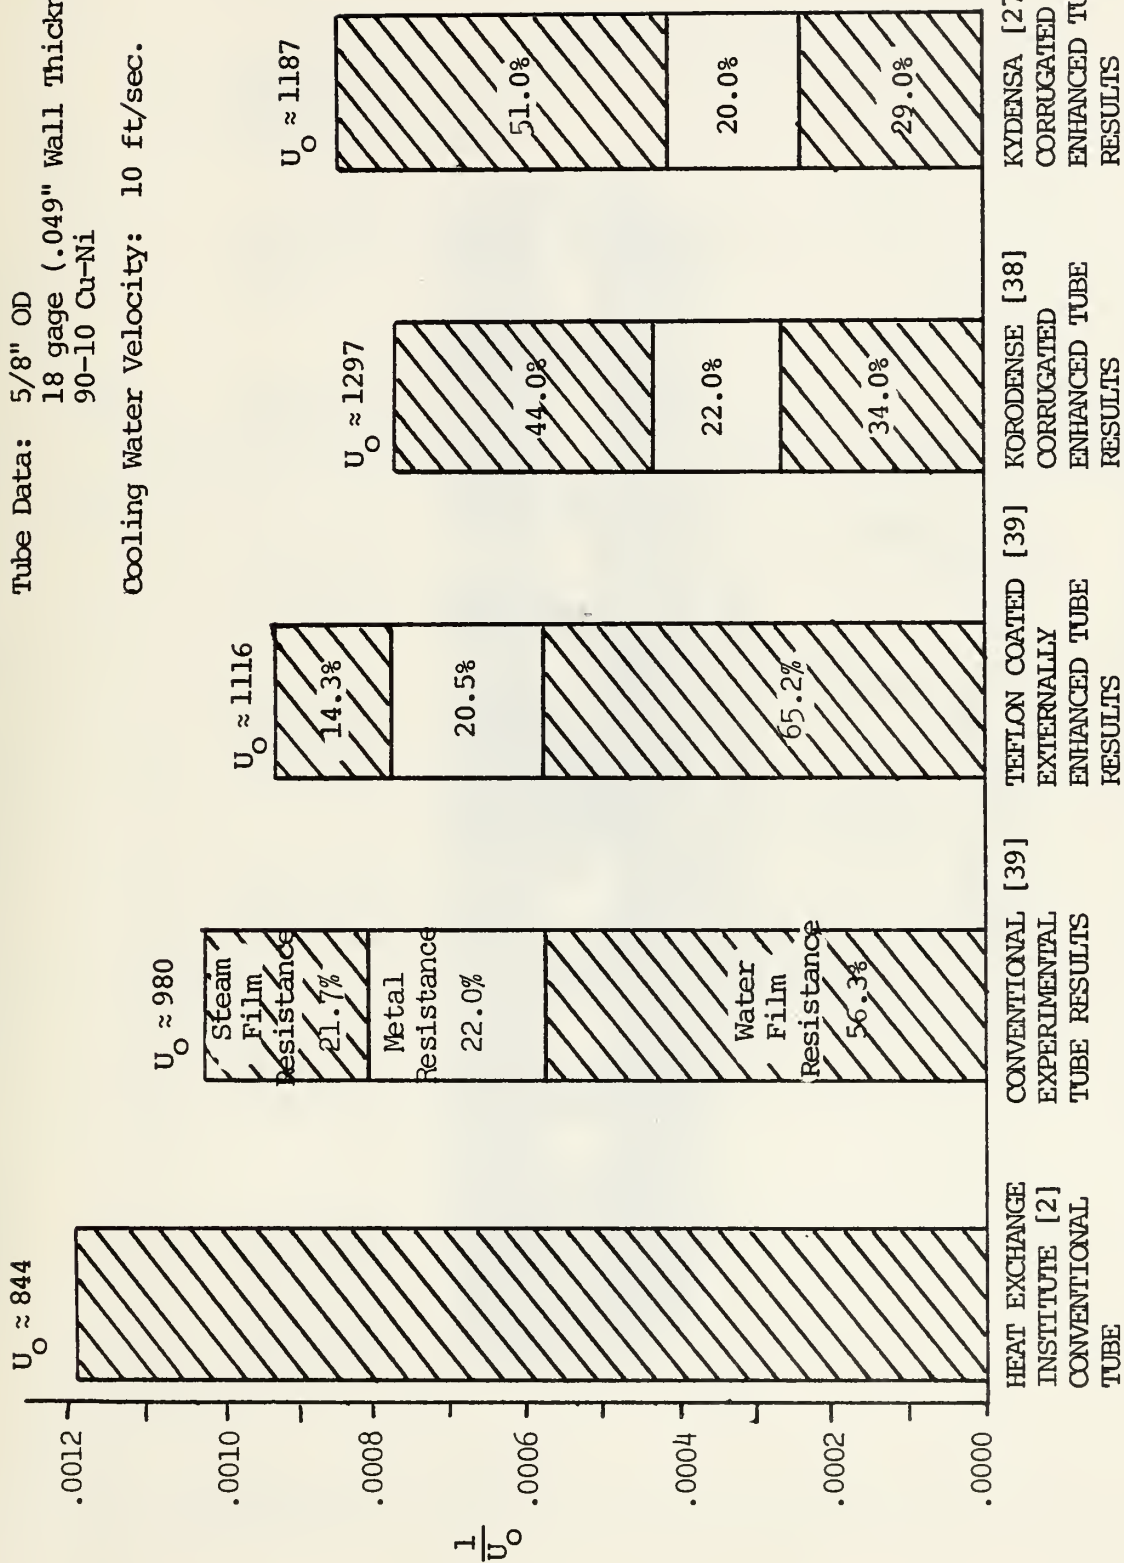 Tube Data: 5/8" OD
18 gage (.049" Wall
90-10 Cu-Ni
Cooling Water Velocity: 10 ft/sec.
1
U_O
.0012
.0010
.0008
.0006
.0004
.0002
.0000
U_O ≈ 844
HEAT EXCHANGE
INSTITUTE [2]
CONVENTIONAL
TUBE
U_O ≈ 980
Steam
Film
Resistance
21.7%
Metal
Resistance
22.0%
Water
Film
Resistance
56.3%
CONVENTIONAL [39]
EXPERIMENTAL
TUBE RESULTS
U_O ≈ 1116
14.3%
20.5%
65.2%
TEFLON COATED [39]
EXTERNALLY
ENHANCED TUBE
RESULTS
U_O ≈ 1297
44.0%
22.0%
34.0%
KORODENSE [38]
CORRUGATED
ENHANCED TUBE
RESULTS
U_O ≈ 1187
51.0%
20.0%
29.0%
KYDENSA [27
CORRUGATED
ENHANCED
RESULTS